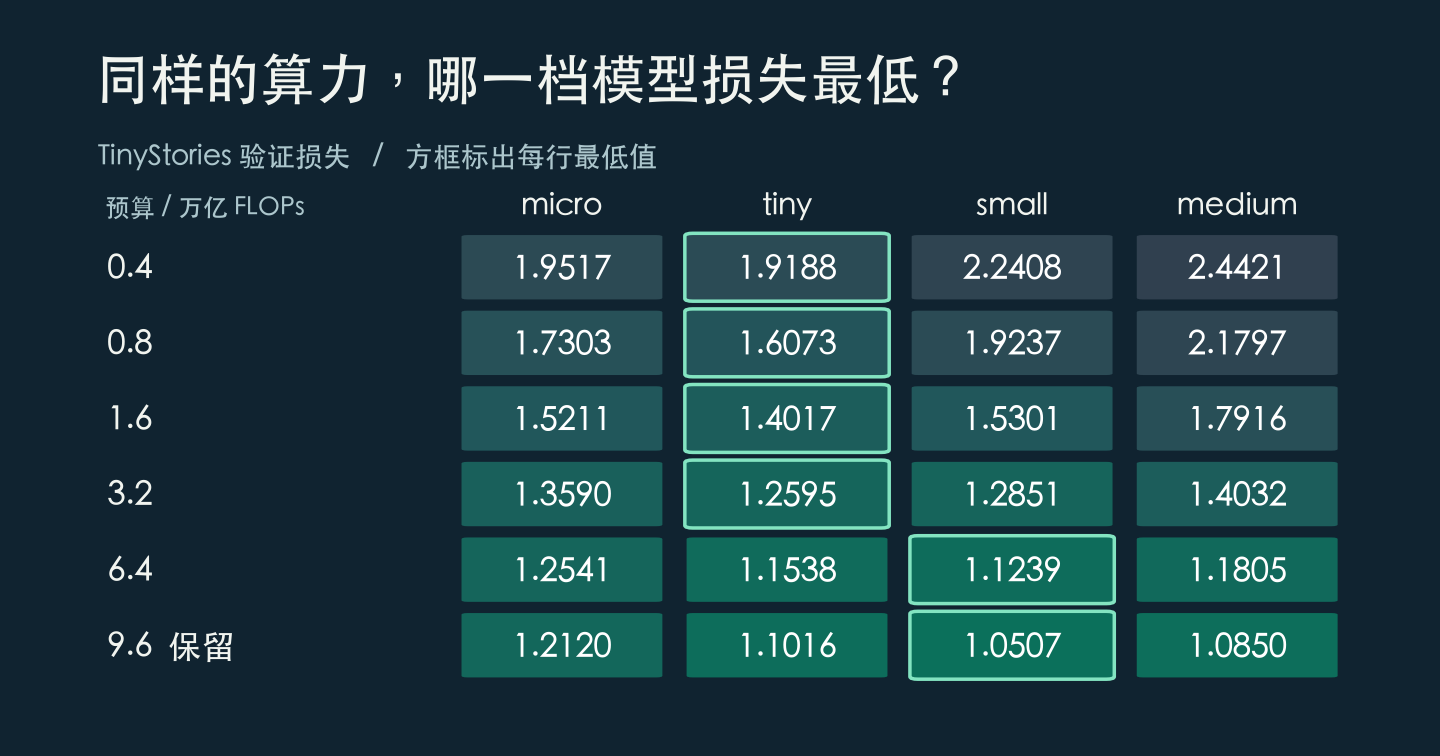 同样的算力，哪一档模型损失最低？
TinyStories 验证损失 / 方框标出每行最低值
预算 / 万亿 FLOPs micro tiny small medium
0.4 1.9517 1.9188 2.2408 2.4421
0.8 1.7303 1.6073 1.9237 2.1797
1.6 1.5211 1.4017 1.5301 1.7916
3.2 1.3590 1.2595 1.2851 1.4032
6.4 1.2541 1.1538 1.1239 1.1805
9.6 保留 1.2120 1.1016 1.0507 1.0850